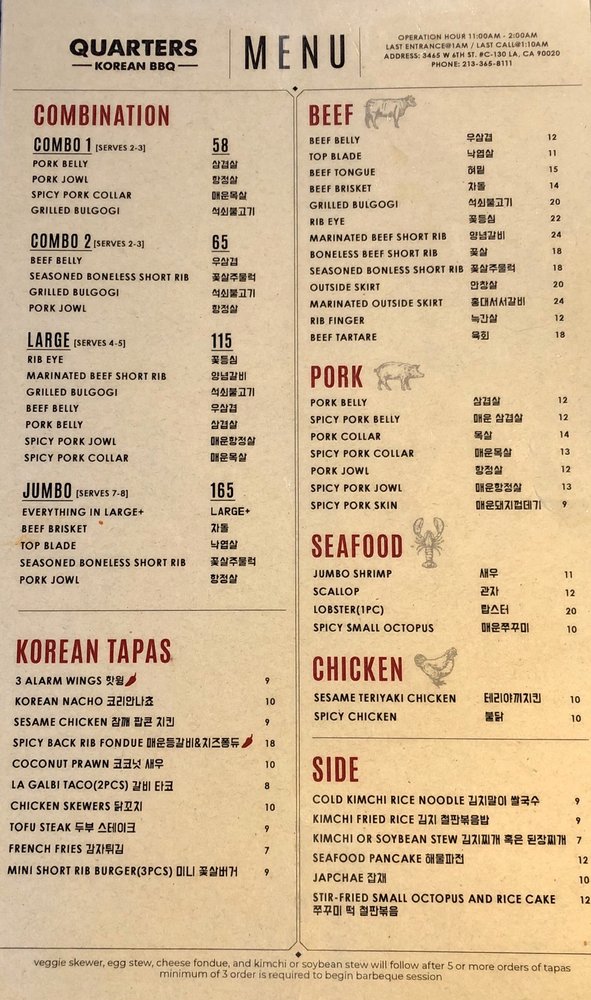 QUARTERS
KOREAN BBQ
MENU
OPERATION HOUR 11:00AM - 2:00AM
LAST ENTRANCE@1AM / LAST CALL@1:10AM
ADDRESS: 3465 W 6TH ST. #C-130 LA, CA 90020
PHONE: 213-365-8111
COMBINATION
COMBO 1 [SERVES 2-3] 58
PORK BELLY 삼겹살
PORK JOWL 항정살
SPICY PORK COLLAR 매운목살
GRILLED BULGOGI 석쇠불고기
COMBO 2 [SERVES 2-3] 65
BEEF BELLY 우삼겹
SEASONED BONELESS SHORT RIB 꽃살주물럭
GRILLED BULGOGI 석쇠불고기
PORK JOWL 항정살
LARGE [SERVES 4-5] 115
RIB EYE 꽃등심
MARINATED BEEF SHORT RIB 양념갈비
GRILLED BULGOGI 석쇠불고기
BEEF BELLY 우삼겹
PORK BELLY 삼겹살
SPICY PORK JOWL 매운항정살
SPICY PORK COLLAR 매운목살
JUMBO [SERVES 7-8] 165
EVERYTHING IN LARGE+ LARGE+
BEEF BRISKET 차돌
TOP BLADE 낙엽살
SEASONED BONELESS SHORT RIB 꽃살주물럭
PORK JOWL 항정살
KOREAN TAPAS
3 ALARM WINGS 핫윙 9
KOREAN NACHO 코리안나쵸 10
SESAME CHICKEN 참깨 팝콘 치킨 9
SPICY BACK RIB FONDUE 매운등갈비&치즈퐁듀 18
COCONUT PRAWN 코코넛 새우 10
LA GALBI TACO(2PCS) 갈비 타코 8
CHICKEN SKEWERS 닭꼬치 10
TOFU STEAK 두부 스테이크 9
FRENCH FRIES 감자튀김 7
MINI SHORT RIB BURGER(3PCS) 미니 꽃살버거 9
BEEF
BEEF BELLY 우삼겹 12
TOP BLADE 낙엽살 11
BEEF TONGUE 혀밑 15
BEEF BRISKET 차돌 14
GRILLED BULGOGI 석쇠불고기 20
RIB EYE 꽃등심 22
MARINATED BEEF SHORT RIB 양념갈비 24
BONELESS BEEF SHORT RIB 꽃살 18
SEASONED BONLESS SHORT RIB 꽃살주물럭 18
OUTSIDE SKIRT 안창살 20
MARINATED OUTSIDE SKIRT 홍대서서갈비 24
RIB FINGER 늑간살 12
BEEF TARTARE 육회 18
PORK
PORK BELLY 삼겹살 12
SPICY PORK BELLY 매운 삼겹살 12
PORK COLLAR 목살 14
SPICY PORK COLLAR 매운목살 13
PORK JOWL 항정살 12
SPICY PORK JOWL 매운항정살 13
SPICY PORK SKIN 매운돼지껍데기 9
SEAFOOD
JUMBO SHRIMP 새우 11
SCALLOP 관자 12
LOBSTER(1PC) 랍스터 20
SPICY SMALL OCTOPUS 매운쭈꾸미 10
CHICKEN
SESAME TERIYAKI CHICKEN 테리야끼치킨 10
SPICY CHICKEN 불닭 10
SIDE
COLD KIMCHI RICE NOODLE 김치말이 쌀국수 9
KIMCHI FRIED RICE 김치 철판볶음밥 9
KIMCHI OR SOYBEAN STEW 김치찌개 혹은 된장찌개 7
SEAFOOD PANCAKE 해물파전 12
JAPCHAE 잡채 10
STIR-FRIED SMALL OCTOPUS AND RICE CAKE 12
쭈꾸미 떡 철판볶음
veggie skewer, egg stew, cheese fondue, and kimchi or soybean stew will follow after 5 or more orders of tapas
minimum of 3 order is required to begin barbeque session